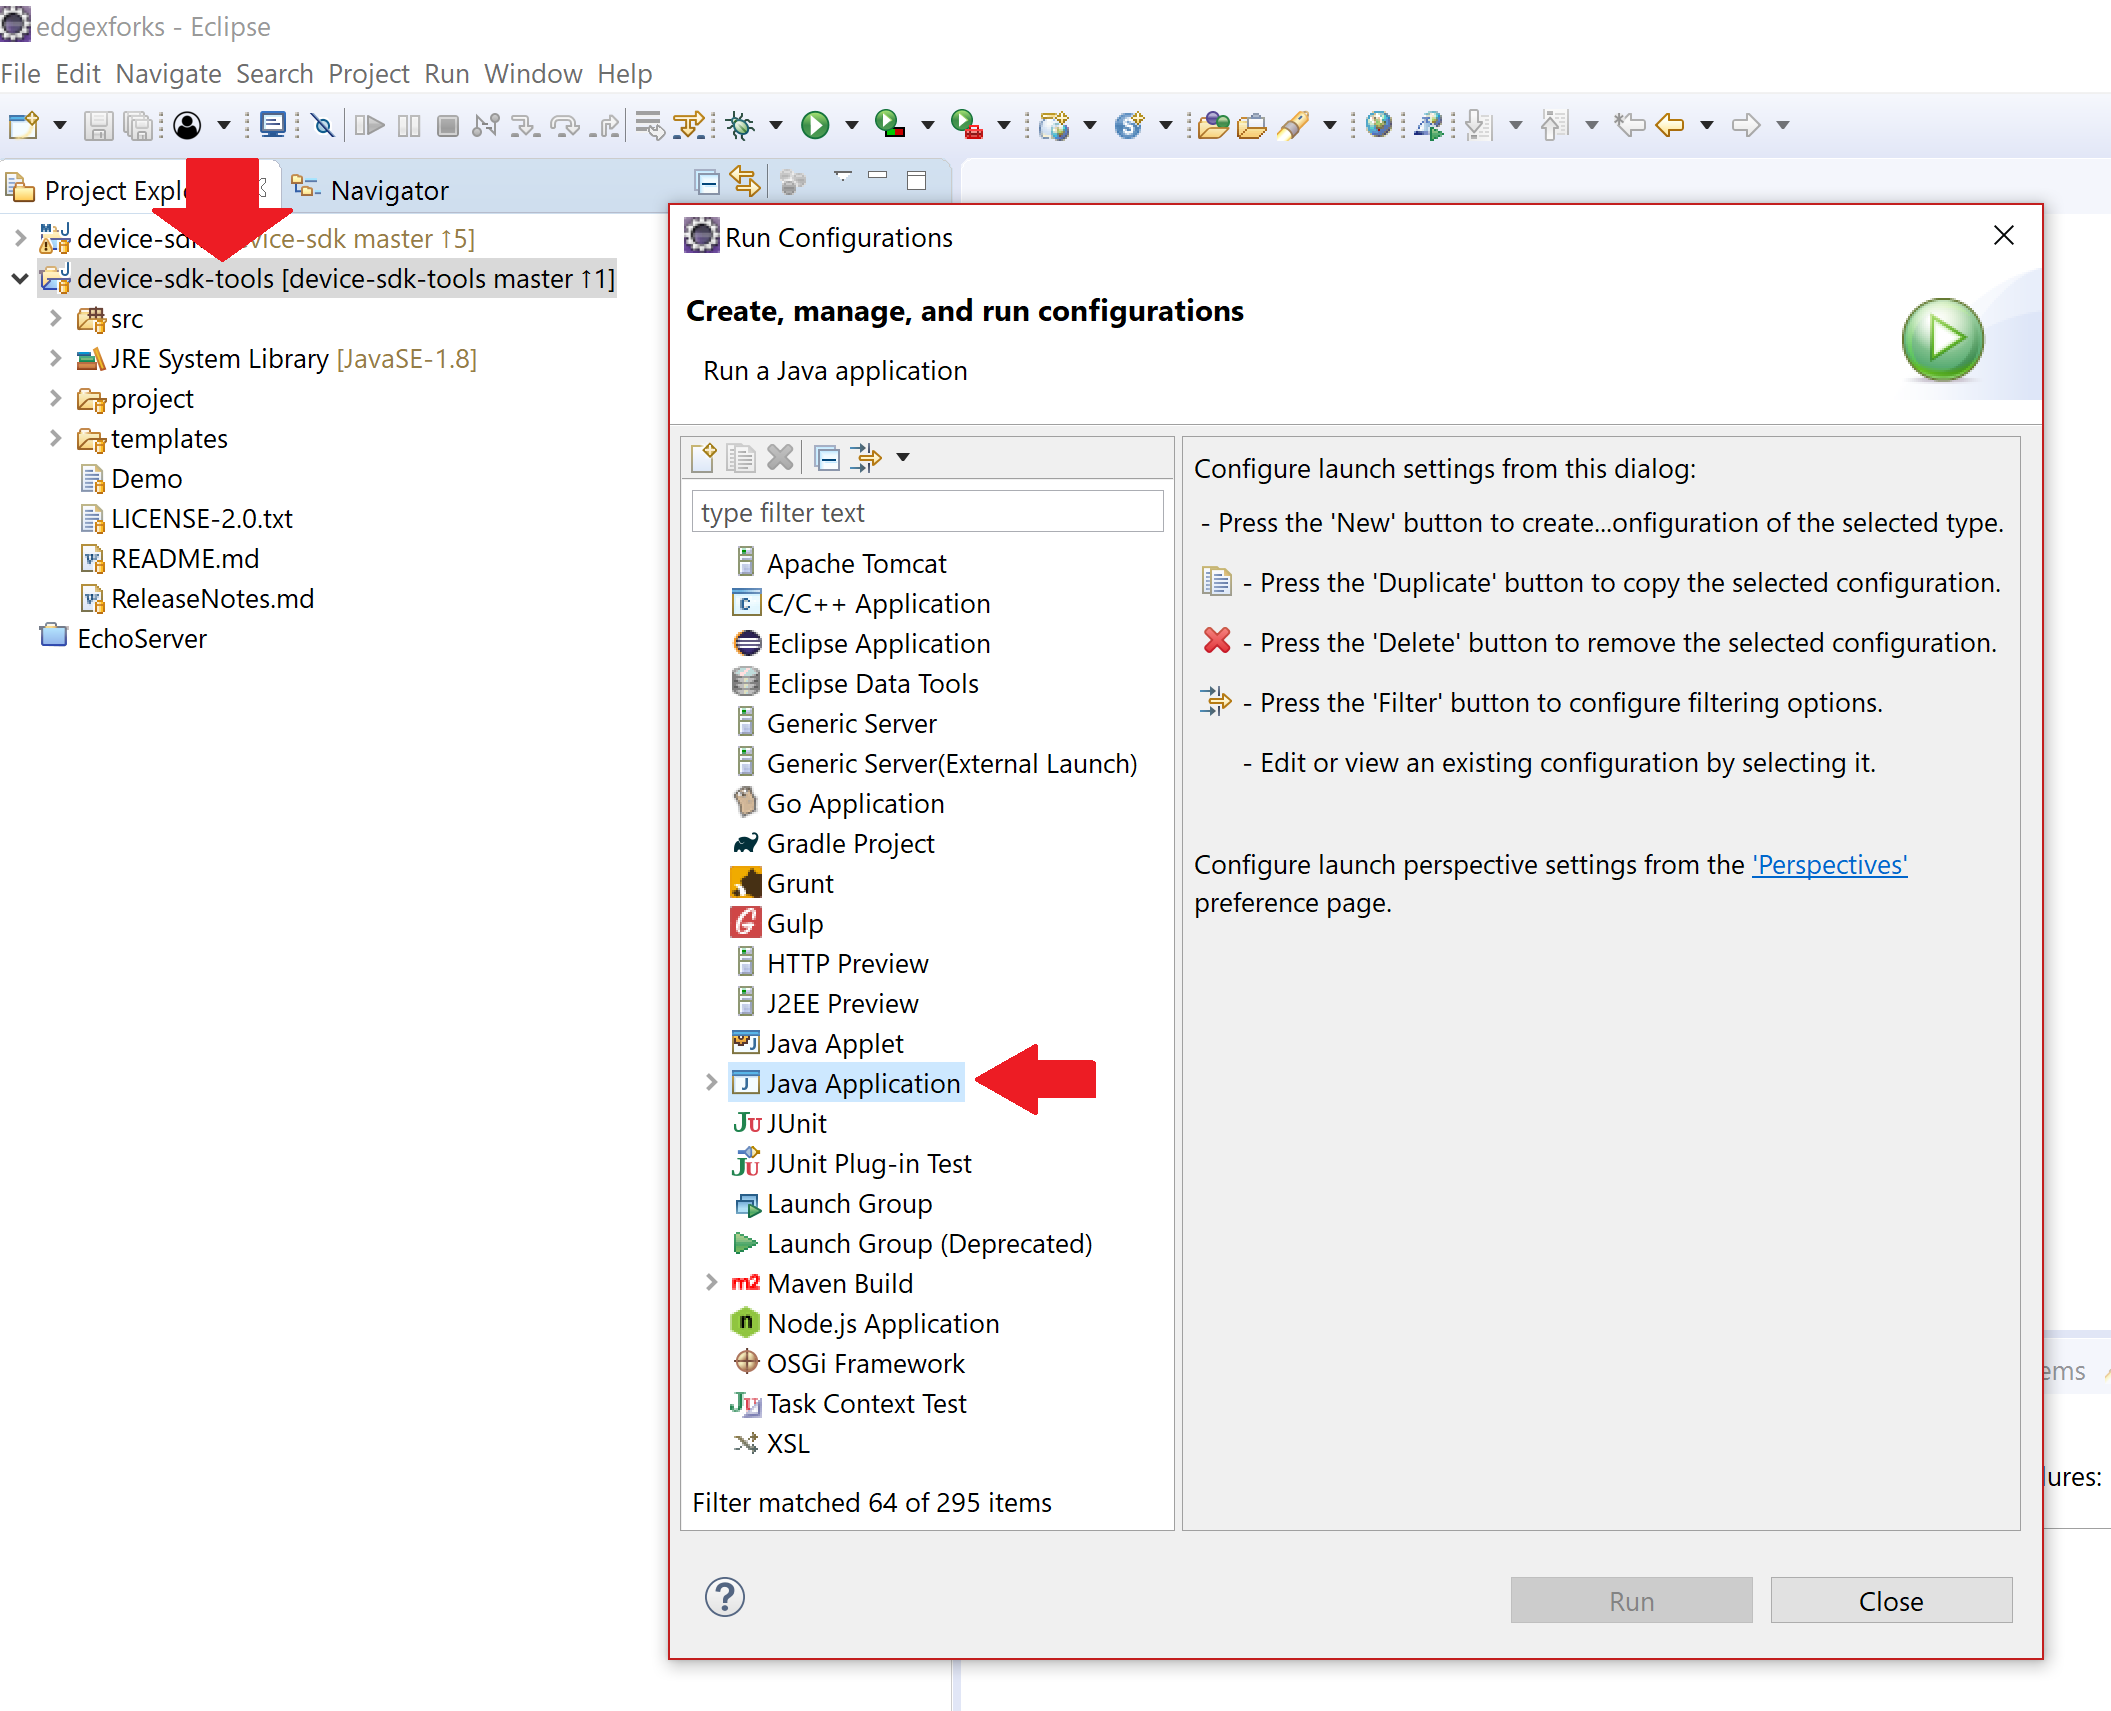 edgexforks - Eclipse
File Edit Navigate Search Project Run Window Help
Project Expl
Navigator
device-sd vice-sdk master ↑5]
device-sdk-tools [device-sdk-tools master ↑1]
src
JRE System Library [JavaSE-1.8]
project
templates
Demo
LICENSE-2.0.txt
README.md
ReleaseNotes.md
EchoServer
Run Configurations
Create, manage, and run configurations
Run a Java application
type filter text
Apache Tomcat
C/C++ Application
Eclipse Application
Eclipse Data Tools
Generic Server
Generic Server(External Launch)
Go Application
Gradle Project
Grunt
Gulp
HTTP Preview
J2EE Preview
Java Applet
Java Application
JUnit
JUnit Plug-in Test
Launch Group
Launch Group (Deprecated)
Maven Build
Node.js Application
OSGi Framework
Task Context Test
XSL
Filter matched 64 of 295 items
Configure launch settings from this dialog:
- Press the 'New' button to create...onfiguration of the selected type.
- Press the 'Duplicate' button to copy the selected configuration.
- Press the 'Delete' button to remove the selected configuration.
- Press the 'Filter' button to configure filtering options.
- Edit or view an existing configuration by selecting it.
Configure launch perspective settings from the 'Perspectives'
preference page.
Run
Close
ems
lures: